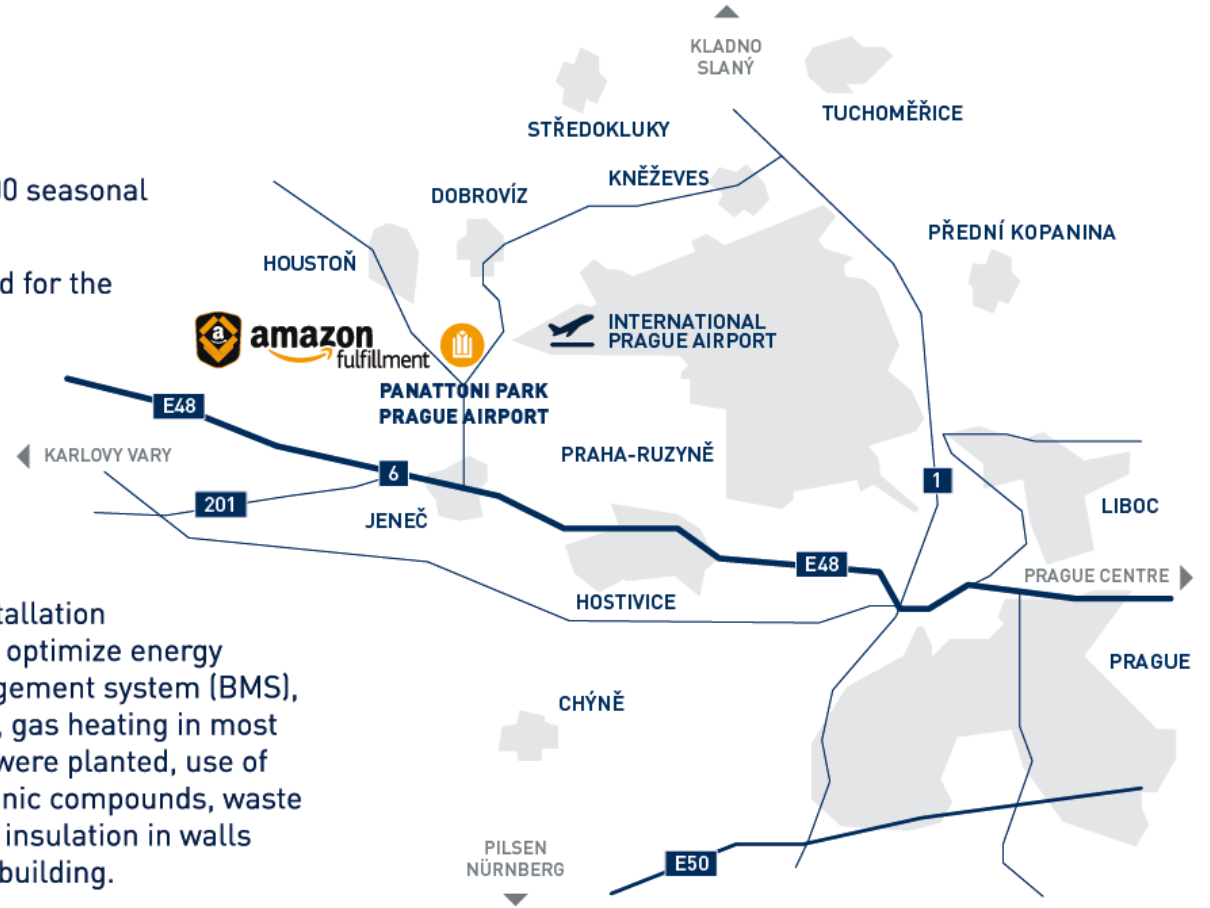 KLADNO
SLANÝ
TUCHOMĚŘICE
STŘEDOKLUKY
KNĚŽEVES
00 seasonal
DOBROVÍZ
PŘEDNÍ KOPANINA
HOUSTOŇ
d for the
a
amazon
fulfillment
INTERNATIONAL
PRAGUE AIRPORT
PANATTONI PARK
PRAGUE AIRPORT
E48
KARLOVY VARY
PRAHA-RUZYNĚ
6
1
201
LIBOC
JENEČ
E48
PRAGUE CENTRE
HOSTIVICE
tallation
optimize energy
gement system (BMS),
, gas heating in most
were planted, use of
nic compounds, waste
insulation in walls
building.
PRAGUE
CHÝNĚ
PILSEN
NÜRNBERG
E50